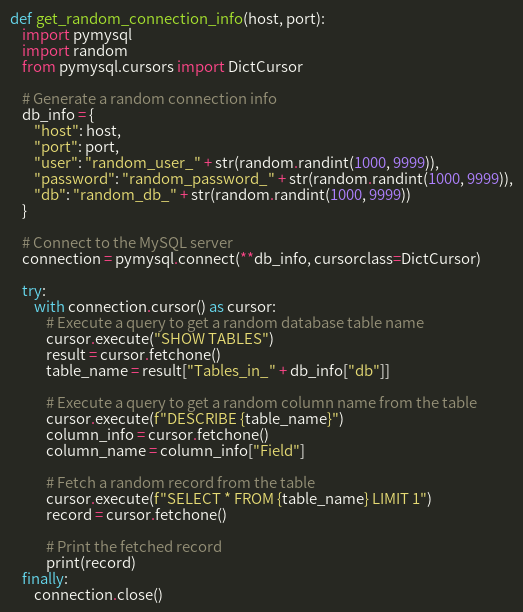 def get_random_connection_info(host, port):
    import pymysql
    import random
    from pymysql.cursors import DictCursor

    # Generate a random connection info
    db_info = {
        "host": host,
        "port": port,
        "user": "random_user_" + str(random.randint(1000, 9999)),
        "password": "random_password_" + str(random.randint(1000, 9999)),
        "db": "random_db_" + str(random.randint(1000, 9999))
    }

    # Connect to the MySQL server
    connection = pymysql.connect(**db_info, cursorclass=DictCursor)

    try:
        with connection.cursor() as cursor:
            # Execute a query to get a random database table name
            cursor.execute("SHOW TABLES")
            result = cursor.fetchone()
            table_name = result["Tables_in_" + db_info["db"]]

            # Execute a query to get a random column name from the table
            cursor.execute(f"DESCRIBE {table_name}")
            column_info = cursor.fetchone()
            column_name = column_info["Field"]

            # Fetch a random record from the table
            cursor.execute(f"SELECT * FROM {table_name} LIMIT 1")
            record = cursor.fetchone()

            # Print the fetched record
            print(record)
    finally:
        connection.close()